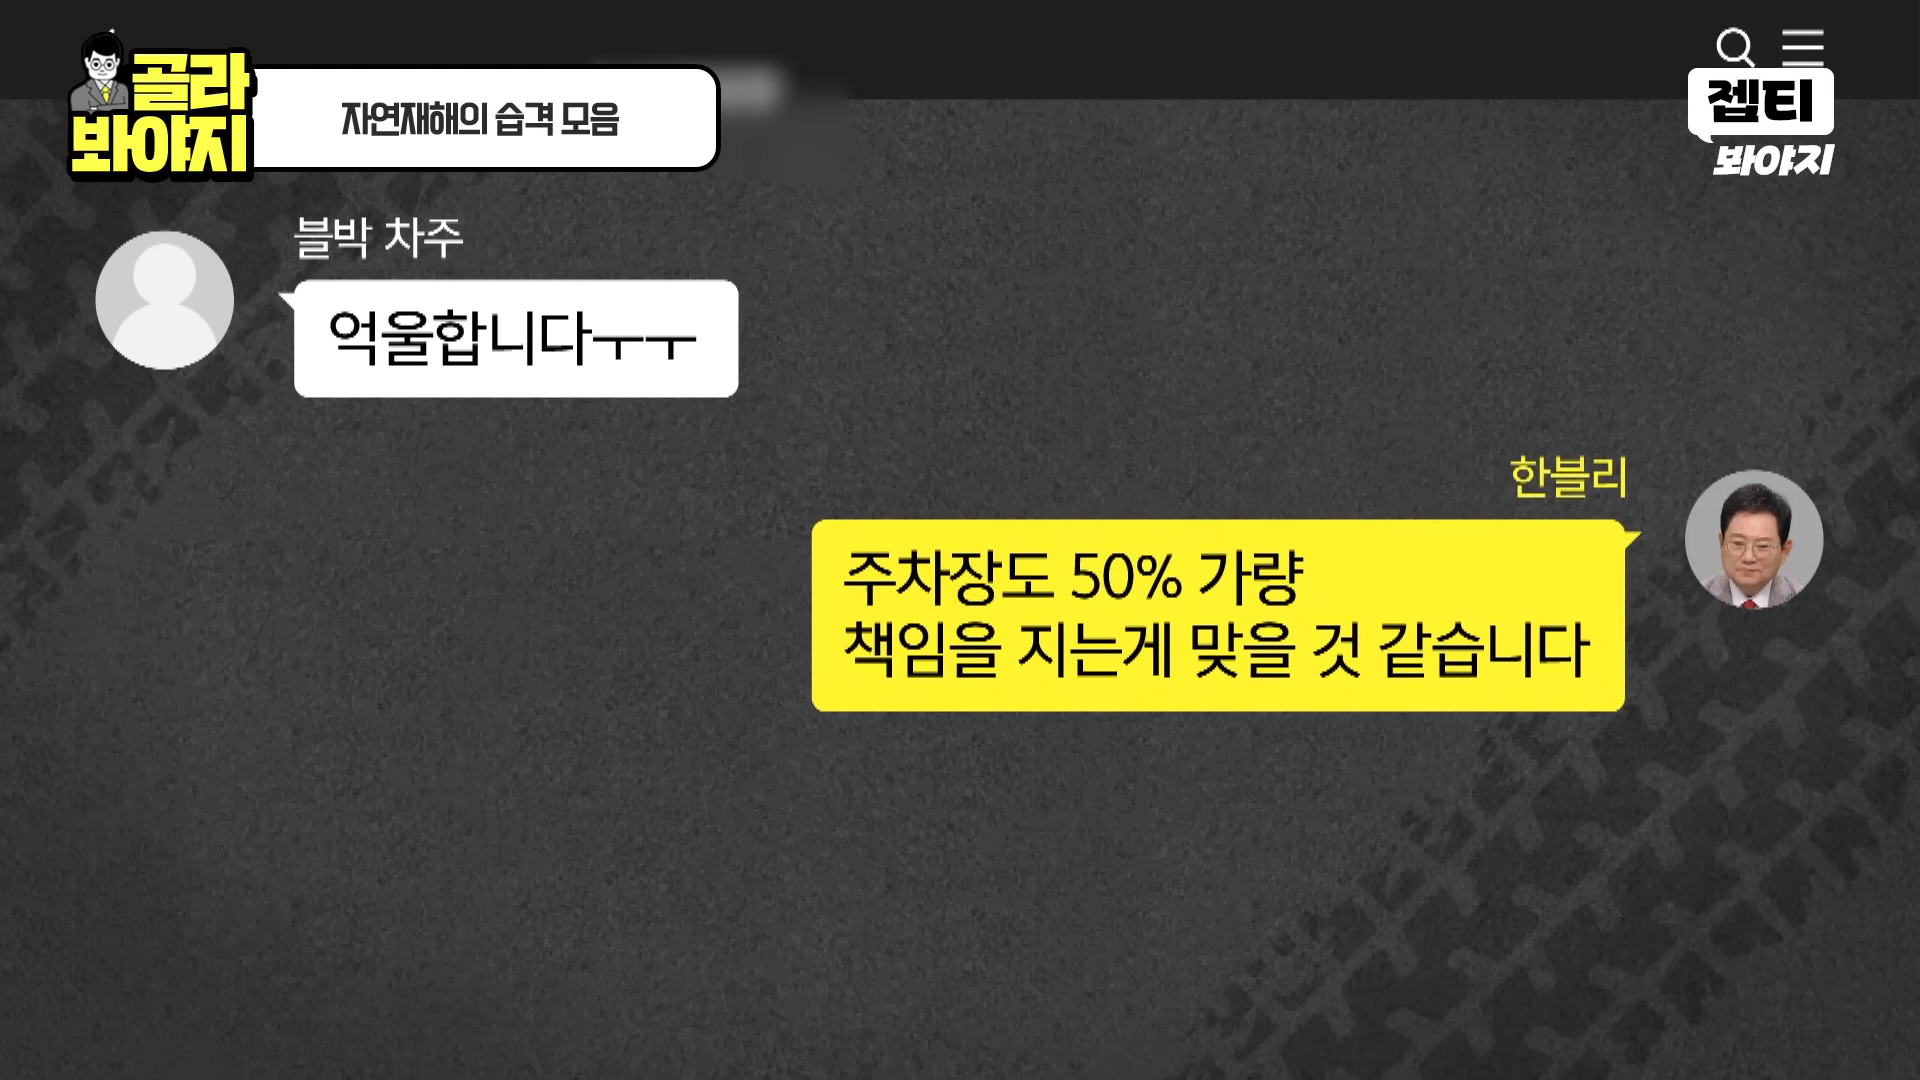 골라
봐야지
자연재해의 습격 모음
젭티
봐야지
블박 차주
억울합니다ㅜㅜ
한블리
주차장도 50% 가량
책임을 지는게 맞을 것 같습니다